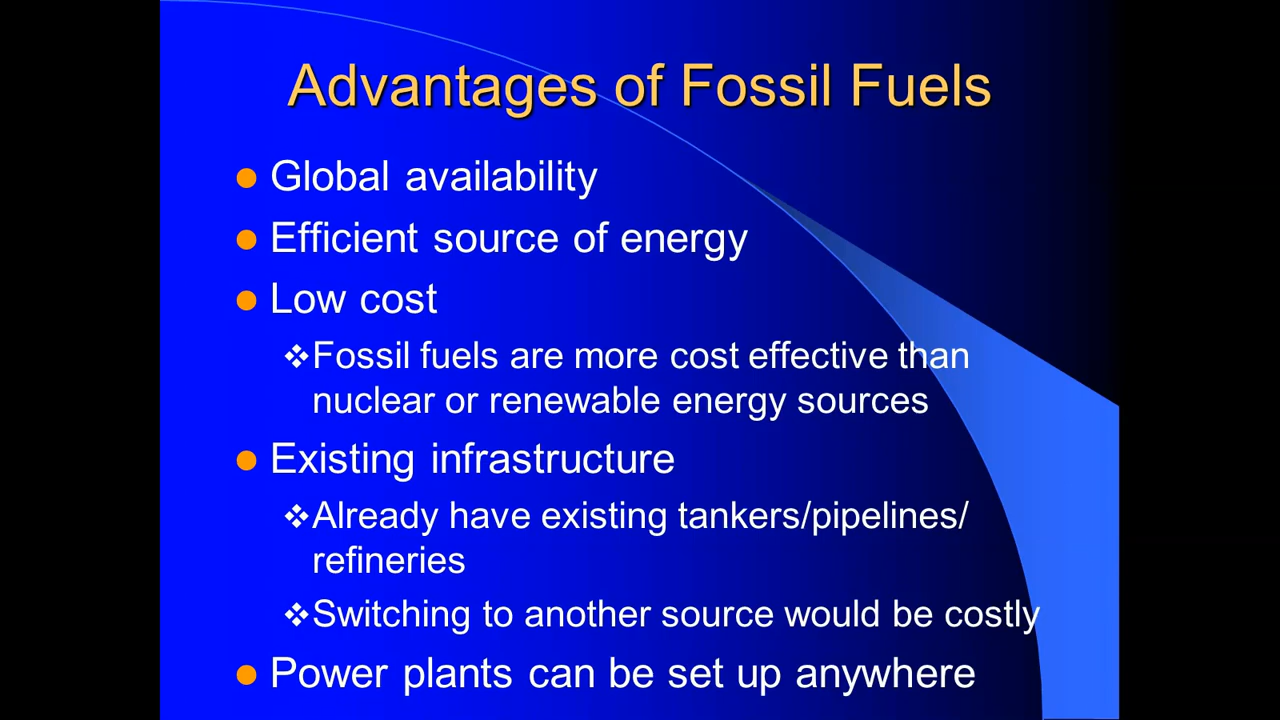 Advantages of Fossil Fuels
Global availability
Efficient source of energy
Low cost
Fossil fuels are more cost effective than
nuclear or renewable energy sources
Existing infrastructure
Already have existing tankers/pipelines/
refineries
Switching to another source would be costly
Power plants can be set up anywhere